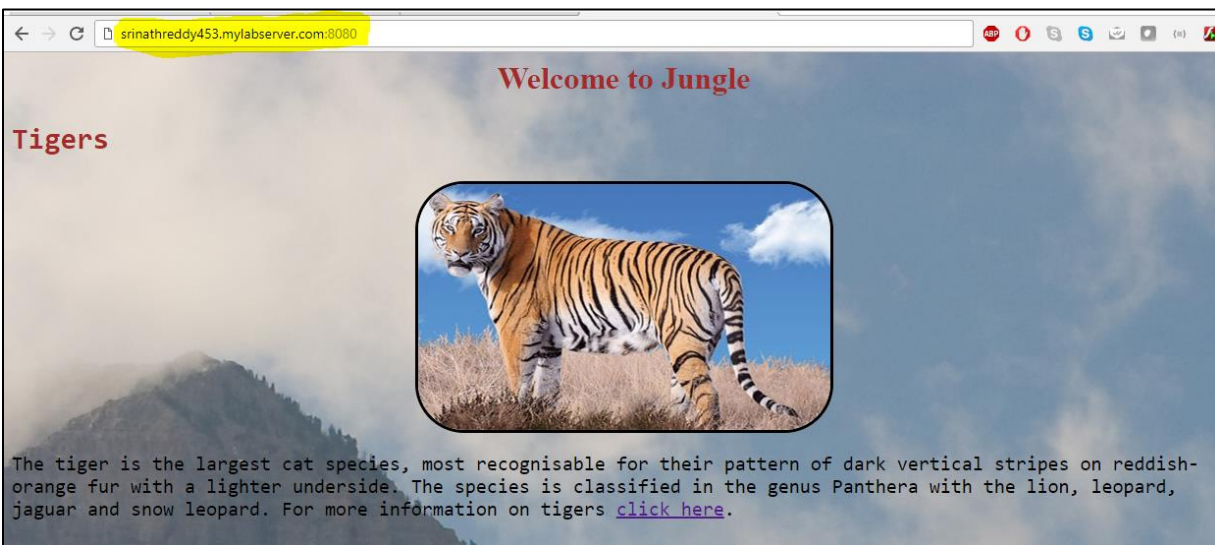 srinathreddy453.mylabserver.com:8080
ABP
Welcome to Jungle
Tigers
The tiger is the largest cat species, most recognisable for their pattern of dark vertical stripes on reddish-
orange fur with a lighter underside. The species is classified in the genus Panthera with the lion, leopard,
jaguar and snow leopard. For more information on tigers click here.